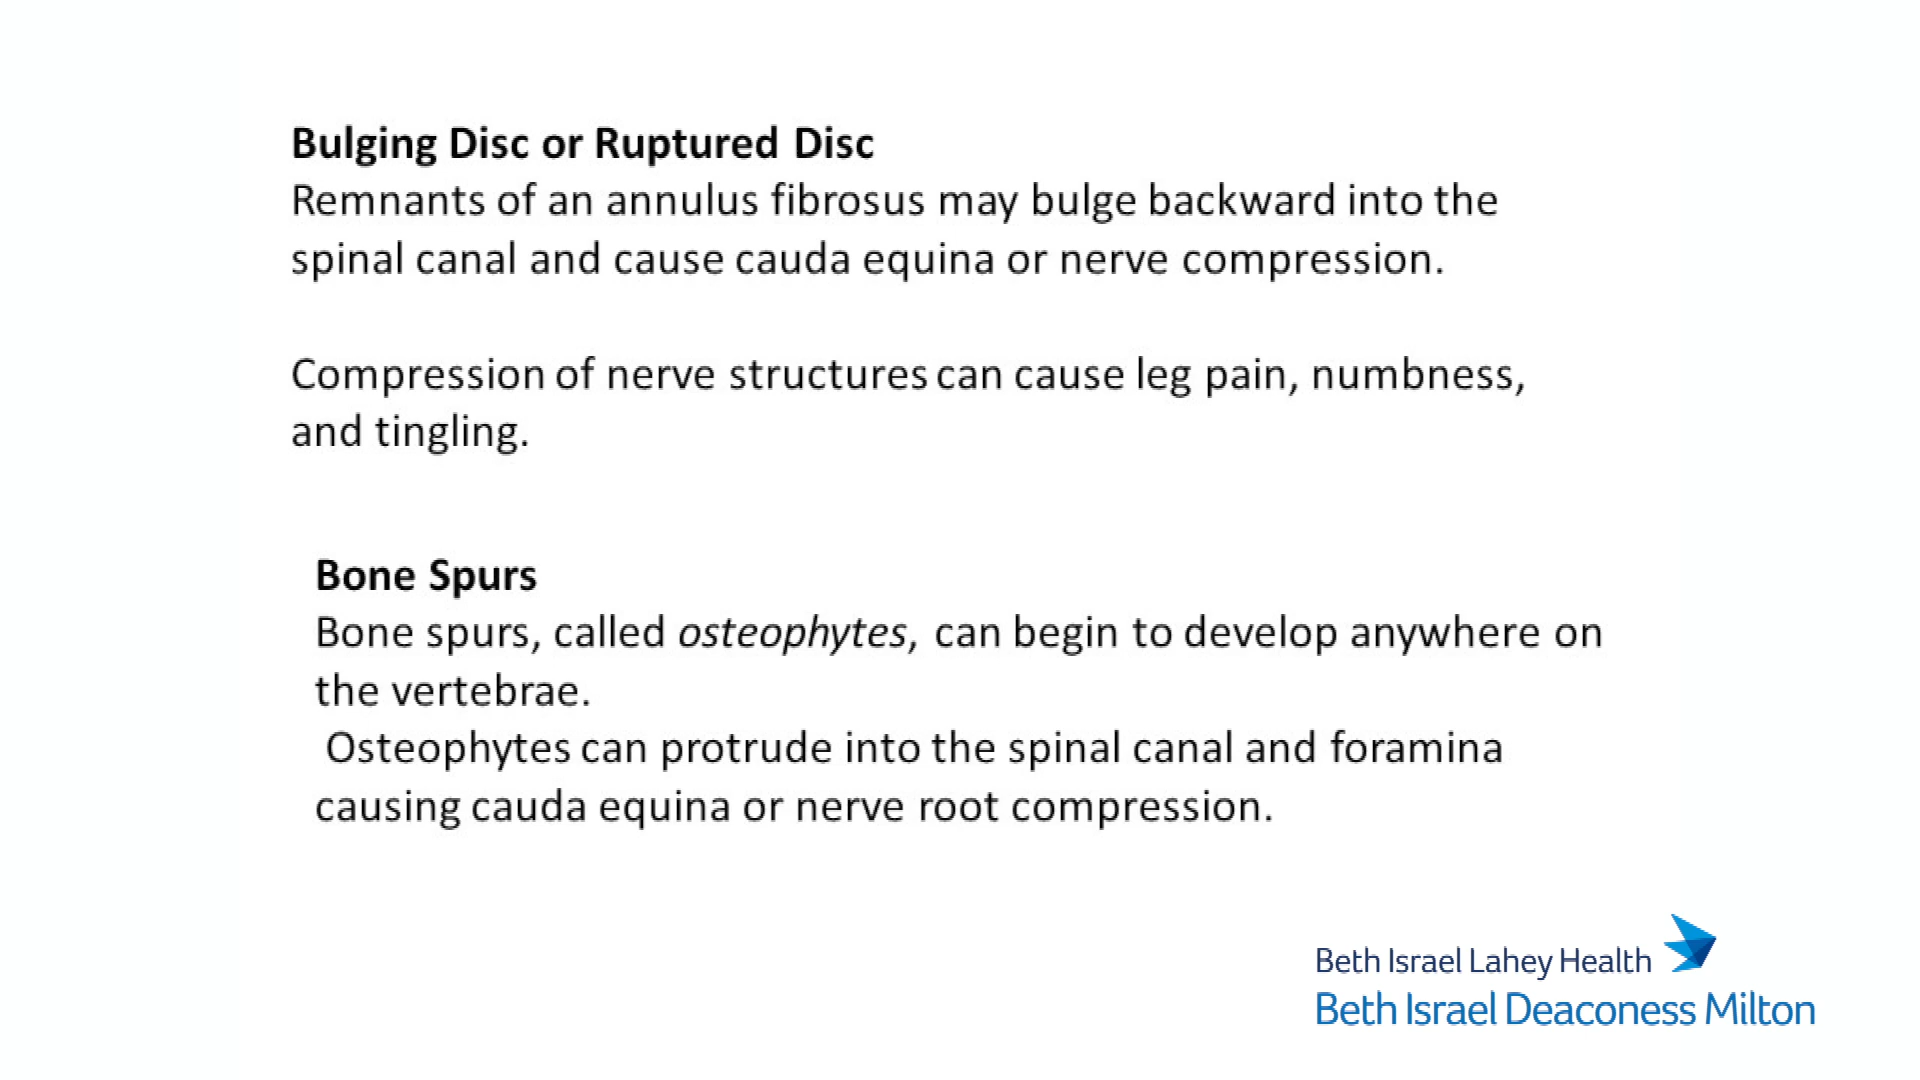 Bulging Disc or Ruptured Disc
Remnants of an annulus fibrosus may bulge backward into the
spinal canal and cause cauda equina or nerve compression.
Compression of nerve structures can cause leg pain, numbness,
and tingling.
Bone Spurs
Bone spurs, called osteophytes, can begin to develop anywhere on
the vertebrae.
Osteophytes can protrude into the spinal canal and foramina
causing cauda equina or nerve root compression.
Beth Israel Lahey Health
Beth Israel Deaconess Milton